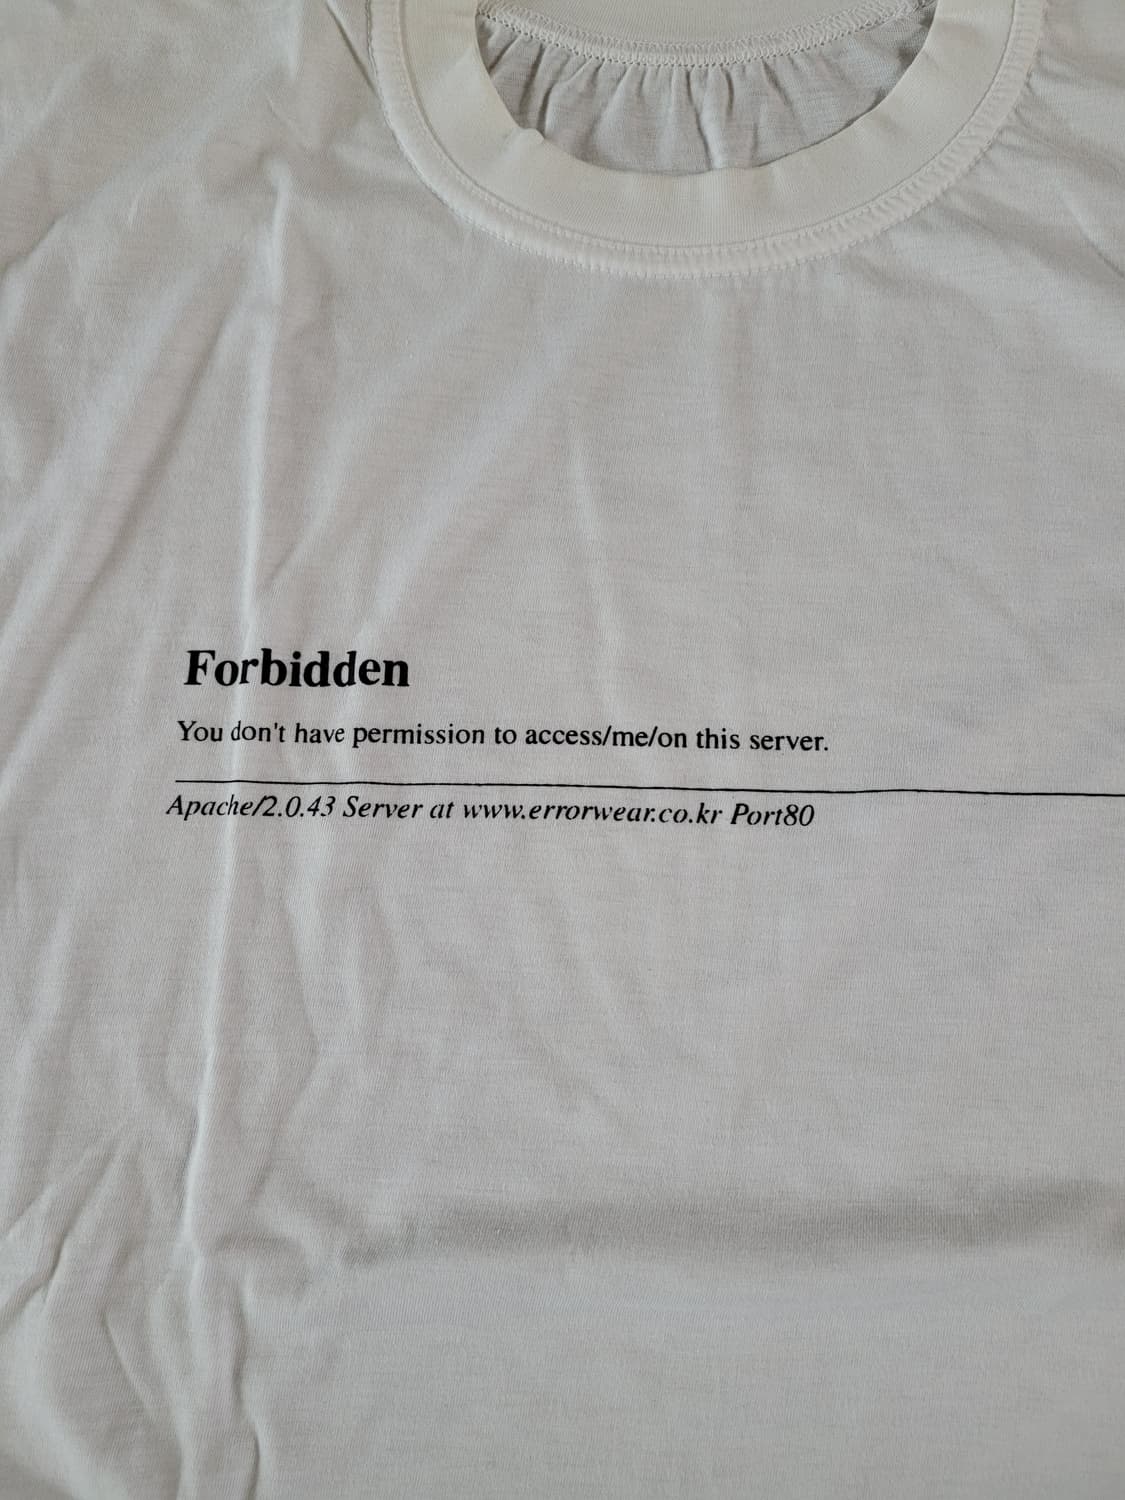 Forbidden
You don't have permission to access/me/on this server.
Apache/2.0.43 Server at www.errorwear.co.kr Port80